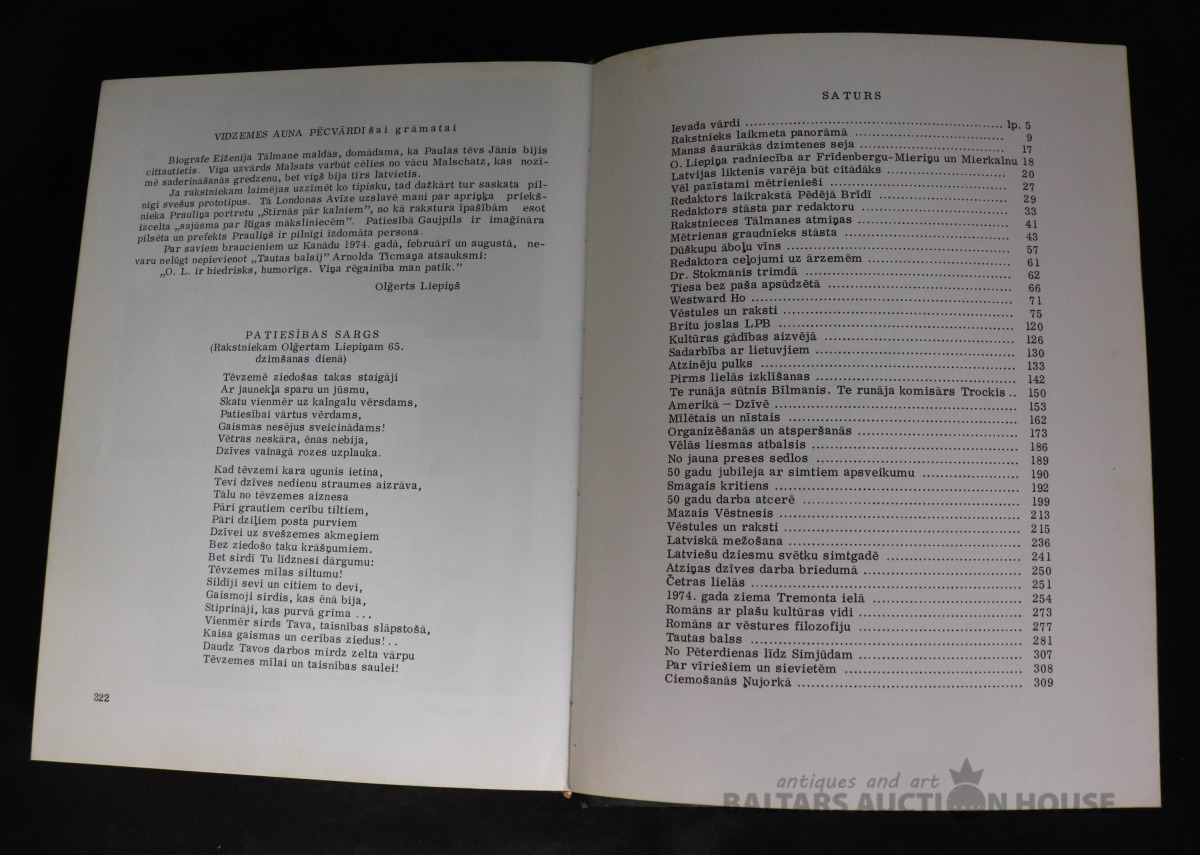 VIDZEMES AUNA PĒCVĀRDI šai grāmatai
Biografe Eiženija Tālmane maldās, domādama, ka Paulas tēvs Jānis bijis
cittautietis. Viņa uzvārds Malsats varbūt cēlies no vācu Malschatz, kas nozī-
mē saderināšanās gredzenu, bet viņš bija tīrs latvietis.
Ja rakstniekam laimējas uzzīmēt ko tipisku, tad dažkārt tur saskata pil-
nīgi svešus prototipus. Tā Londonas Avīze uzslavē mani par apriņķa priekš-
nieka Prauliņa portretu „Stirnās pār kalniem”, no kā rakstura īpašībām esot
izcelta „sajūsma par Rīgas māksliniecēm”. Patiesībā Gaujpils ir imagināra
pilsēta un prefekts Prauliņš ir pilnīgi izdomāta persona.
Par saviem braucieniem uz Kanādu 1974. gadā, februārī un augustā, ne-
varu nelūgt nepievienot „Tautas balsij” Arnolda Ticmaņa atsauksmi:
„O. L. ir biedrisks, humorīgs. Viņa rēgainība man patīk.”
Olģerts Liepiņš
PATIESĪBAS SARGS
(Rakstniekam Olģertam Liepiņam 65.
dzimšanas dienā)
Tēvzemē ziedošas takas staigāji
Ar jaunekļa sparu un jūsmu,
Skatu vienmēr uz kalngalu vērsdams,
Patiesībai vārtus vērdams,
Gaismas nesējus sveicinādams!
Vētras neskāra, ēnas nebija,
Dzīves vainagā rozes uzplauka.
Kad tēvzemi kara ugunis ietina,
Tevi dzīves nedienu straumes aizrāva,
Tālu no tēvzemes aiznesa
Pāri grautiem cerību tiltiem,
Pāri dziļiem posta purviem
Dzīvei uz svešzemes akmeņiem
Bez ziedošo taku krāšņumiem.
Bet sirdī Tu līdznesi dārgumu:
Tēvzemes mīlas siltumu!
Sildīji sevi un citiem to devi,
Gaismoji sirdis, kas ēnā bija,
Stiprināji, kas purvā grima ...
Vienmēr sirds Tava, taisnības slāpstošā,
Kaisa gaismas un cerības ziedus!..
Daudz Tavos darbos mirdz zelta vārpu
Tēvzemes mīlai un taisnības saulei!
322
SATURS
Ievada vārdi ........ lp. 5
Rakstnieks laikmeta panorāmā ........ 9
Manas šaurākās dzimtenes seja ........ 17
O. Liepiņa radniecība ar Frīdenbergu-Mieriņu un Mierkalnu 18
Latvijas liktenis varēja būt citādāks ........ 20
Vēl pazīstami mētrienieši ........ 27
Redaktors laikrakstā Pēdējā Brīdī ........ 29
Redaktors stāsta par redaktoru ........ 33
Rakstnieces Tālmanes atmiņas ........ 41
Mētrienas graudnieks stāsta ........ 43
Dūškupu ābolu vīns ........ 57
Redaktora ceļojumi uz ārzemēm ........ 61
Dr. Stokmanis trimdā ........ 62
Tiesa bez paša apsūdzētā ........ 66
Westward Ho ........ 71
Vēstules un raksti ........ 75
Britu joslas LPB ........ 120
Kultūras gādības aizvējā ........ 126
Sadarbība ar lietuvjiem ........ 130
Atzinēju pulks ........ 133
Pirms lielās izklīšanas ........ 142
Te runāja sūtnis Bīlmanis. Te runāja komisārs Trockis .. 150
Amerikā – Dzīvē ........ 153
Mīlētais un nīstais ........ 162
Organizēšanās un atsperšanās ........ 173
Vēlās liesmas atbalsis ........ 186
No jauna preses sedlos ........ 189
50 gadu jubileja ar simtiem apsveikumu ........ 190
Smagais kritiens ........ 192
50 gadu darba atcerē ........ 199
Mazais Vēstnesis ........ 213
Vēstules un raksti ........ 215
Latviskā mežošana ........ 236
Latviešu dziesmu svētku simtgadē ........ 241
Atziņas dzīves darba briedumā ........ 250
Četras lielās ........ 251
1974. gada ziema Tremonta ielā ........ 254
Romāns ar plašu kultūras vidi ........ 273
Romāns ar vēstures filozofiju ........ 277
Tautas balss ........ 281
No Pēterdienas līdz Simjūdam ........ 307
Par vīriešiem un sievietēm ........ 308
Ciemošanās Ņujorkā ........ 309
antiques and art
BALTARS AUCTION HOUSE